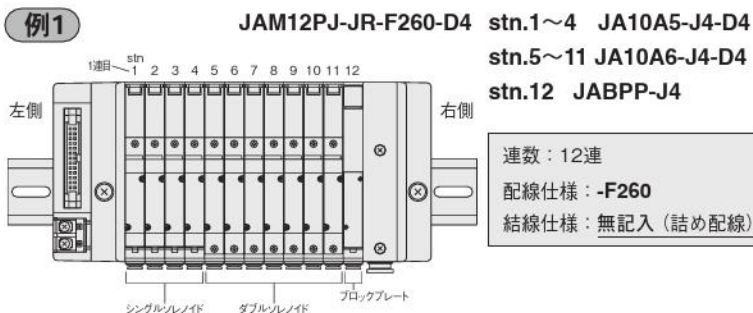 例1
JAM12PJ-JR-F260-D4 stn.1～4 JA10A5-J4-D4
stn.5～11 JA10A6-J4-D4
stn.12 JABPP-J4
stn
1連目 1 2 3 4 5 6 7 8 9 10 11 12
左側
右側
連数：12連
配線仕様：-F260
結線仕様：無記入（詰め配線）
シングルソレノイド
ダブルソレノイド
ブロックプレート